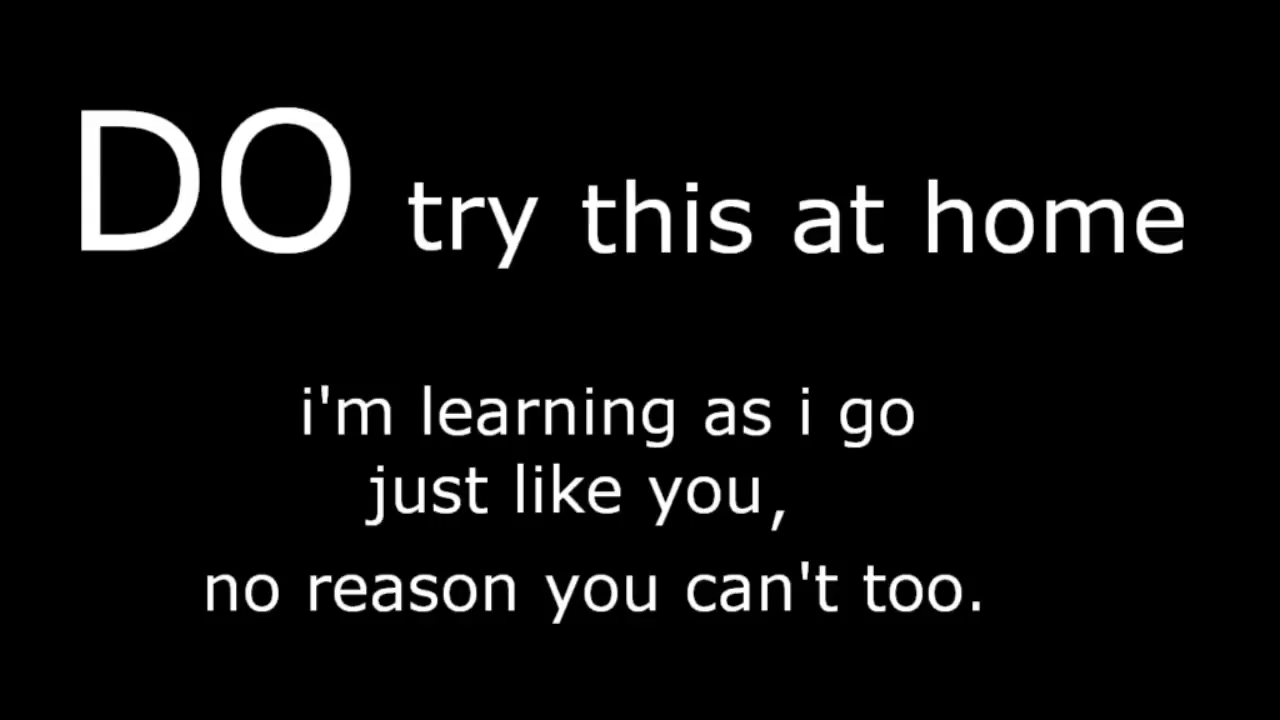 DO try this at home
i'm learning as i go
just like you,
no reason you can't too.